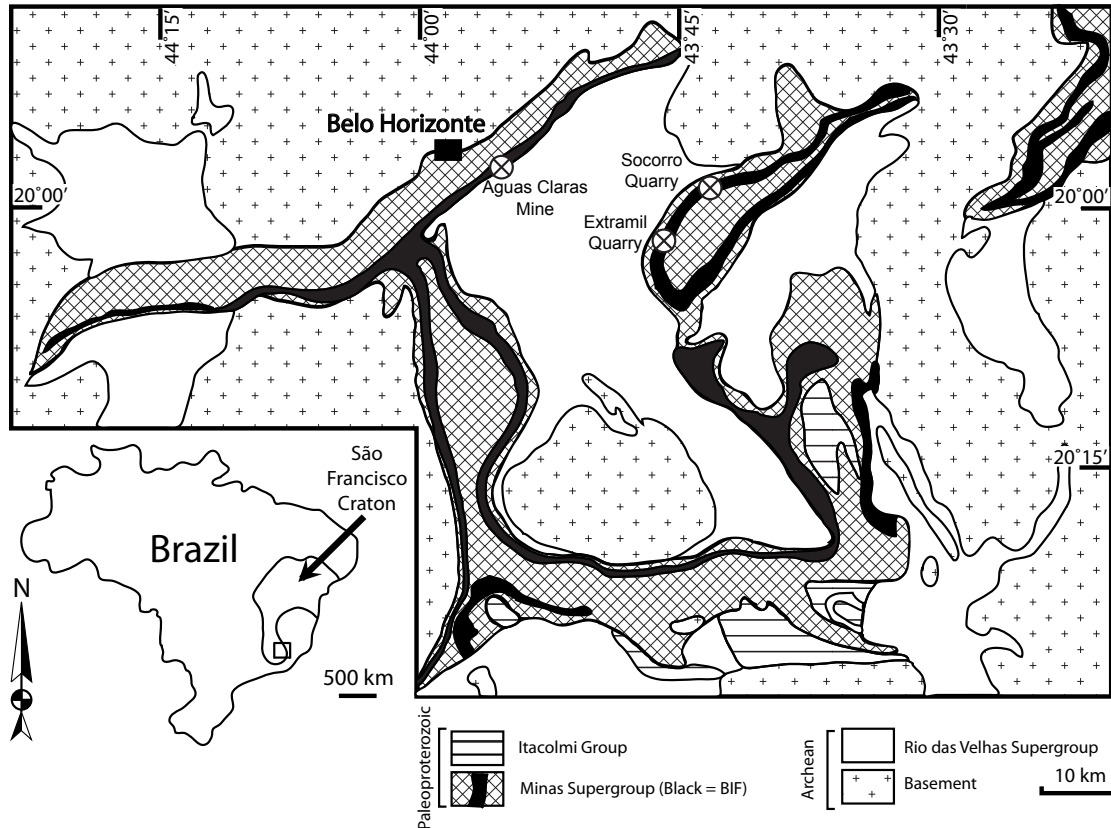 44˚15′
44˚00′
43˚45′
43˚30′
Belo Horizonte
Aguas Claras
Mine
Socorro
Quarry
Extramil
Quarry
20˚00′
20˚00′
20˚15′
São
Francisco
Craton
Brazil
N
500 km
Paleoproterozoic
Itacolmi Group
Minas Supergroup (Black = BIF)
Archean
Rio das Velhas Supergroup
Basement
10 km